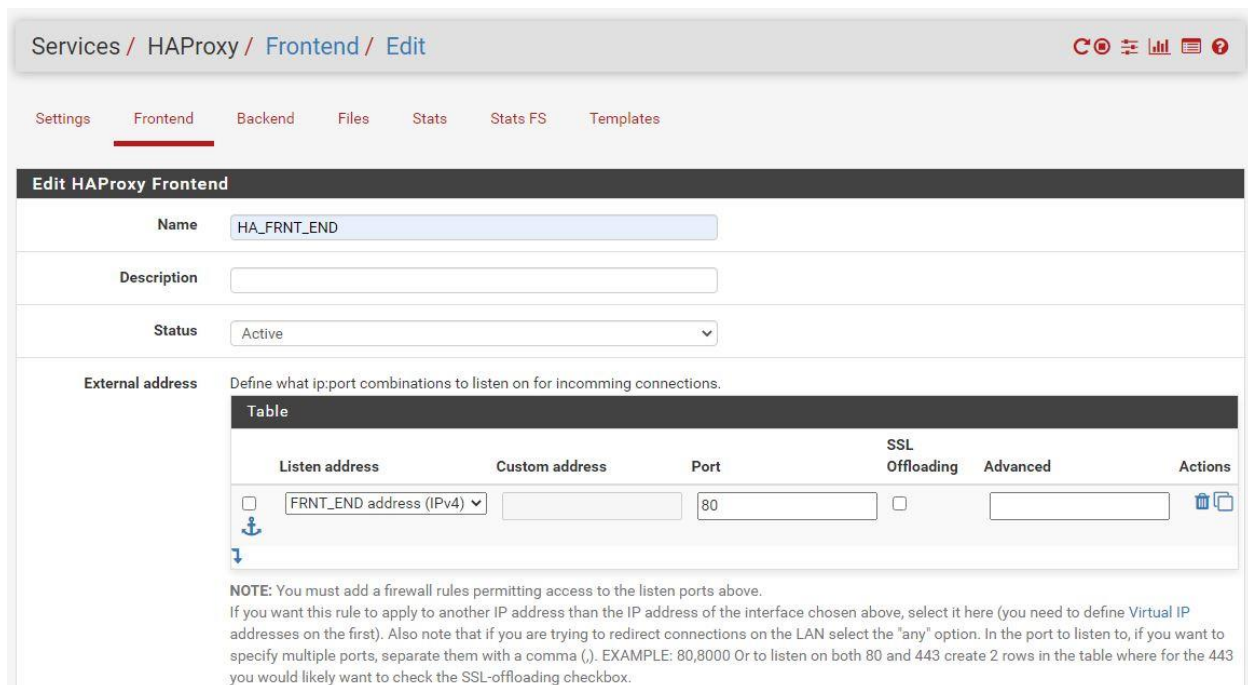 Services / HAProxy / Frontend / Edit
Settings Frontend Backend Files Stats Stats FS Templates
Edit HAProxy Frontend
Name HA_FRNT_END
Description
Status Active
External address Define what ip:port combinations to listen on for incomming connections.
Table
Listen address Custom address Port SSL Offloading Advanced Actions
FRNT_END address (IPv4) 80
NOTE: You must add a firewall rules permitting access to the listen ports above.
If you want this rule to apply to another IP address than the IP address of the interface chosen above, select it here (you need to define Virtual IP
addresses on the first). Also note that if you are trying to redirect connections on the LAN select the "any" option. In the port to listen to, if you want to
specify multiple ports, separate them with a comma (,). EXAMPLE: 80,8000 Or to listen on both 80 and 443 create 2 rows in the table where for the 443
you would likely want to check the SSL-offloading checkbox.